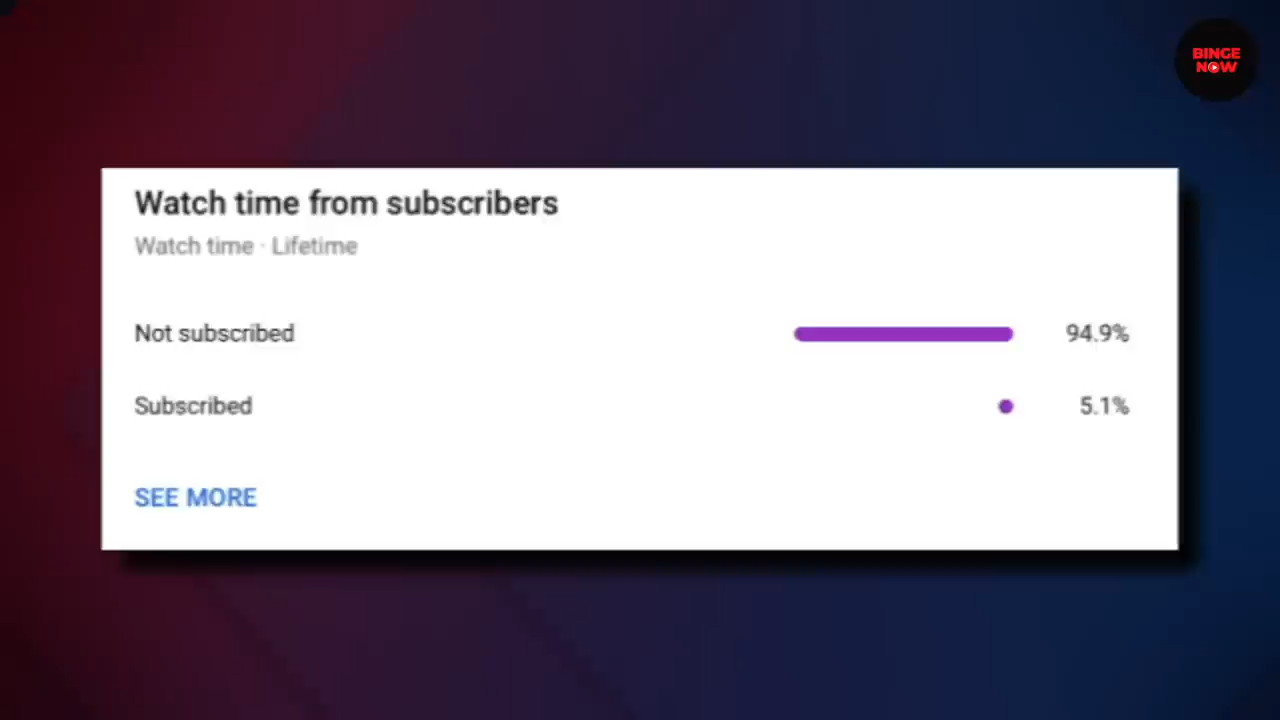 BINGE
NOW
Watch time from subscribers
Watch time · Lifetime
Not subscribed 94.9%
Subscribed 5.1%
SEE MORE